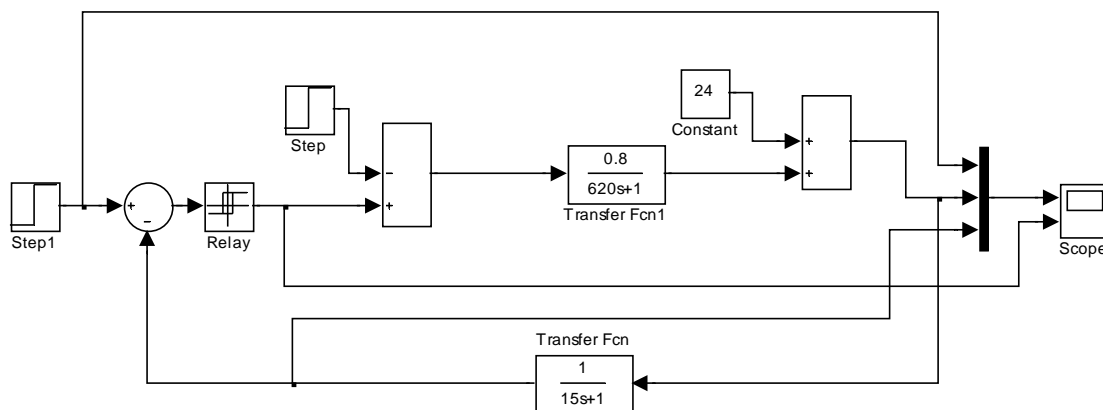 24
Constant
Step
0.8
620s+1
Transfer Fcn1
+
+
−
+
Step1
+
−
Relay
Scope
Transfer Fcn
1
15s+1